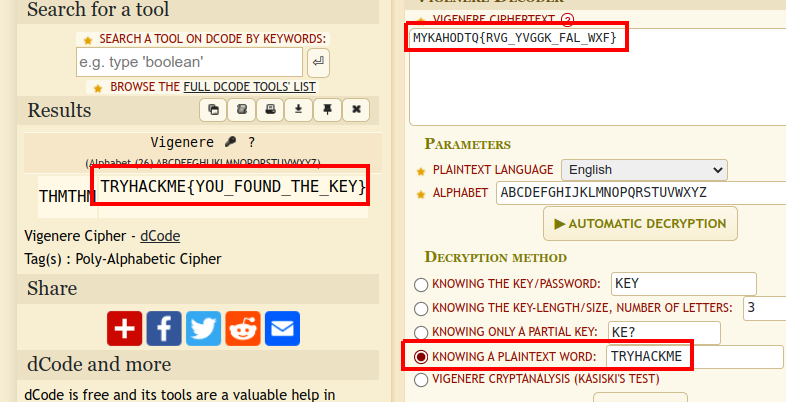 Search for a tool
SEARCH A TOOL ON DCODE BY KEYWORDS:
e.g. type 'boolean'
BROWSE THE FULL DCODE TOOLS' LIST
Results
Vigenere ?
(Alphabet (26) ABCDEFGHIJKLMNOPQRSTUVWXYZ)
THMTHM
TRYHACKME{YOU_FOUND_THE_KEY}
Vigenere Cipher - dCode
Tag(s) : Poly-Alphabetic Cipher
Share
dCode and more
dCode is free and its tools are a valuable help in
VIGENERE DECODER
VIGENERE CIPHERTEXT ?
MYKAHODTQ{RVG_YVGGK_FAL_WXF}
PARAMETERS
PLAINTEXT LANGUAGE English
ALPHABET ABCDEFGHIJKLMNOPQRSTUVWXYZ
▶ AUTOMATIC DECRYPTION
DECRYPTION METHOD
KNOWING THE KEY/PASSWORD: KEY
KNOWING THE KEY-LENGTH/SIZE, NUMBER OF LETTERS: 3
KNOWING ONLY A PARTIAL KEY: KE?
KNOWING A PLAINTEXT WORD: TRYHACKME
VIGENERE CRYPTANALYSIS (KASISKI'S TEST)